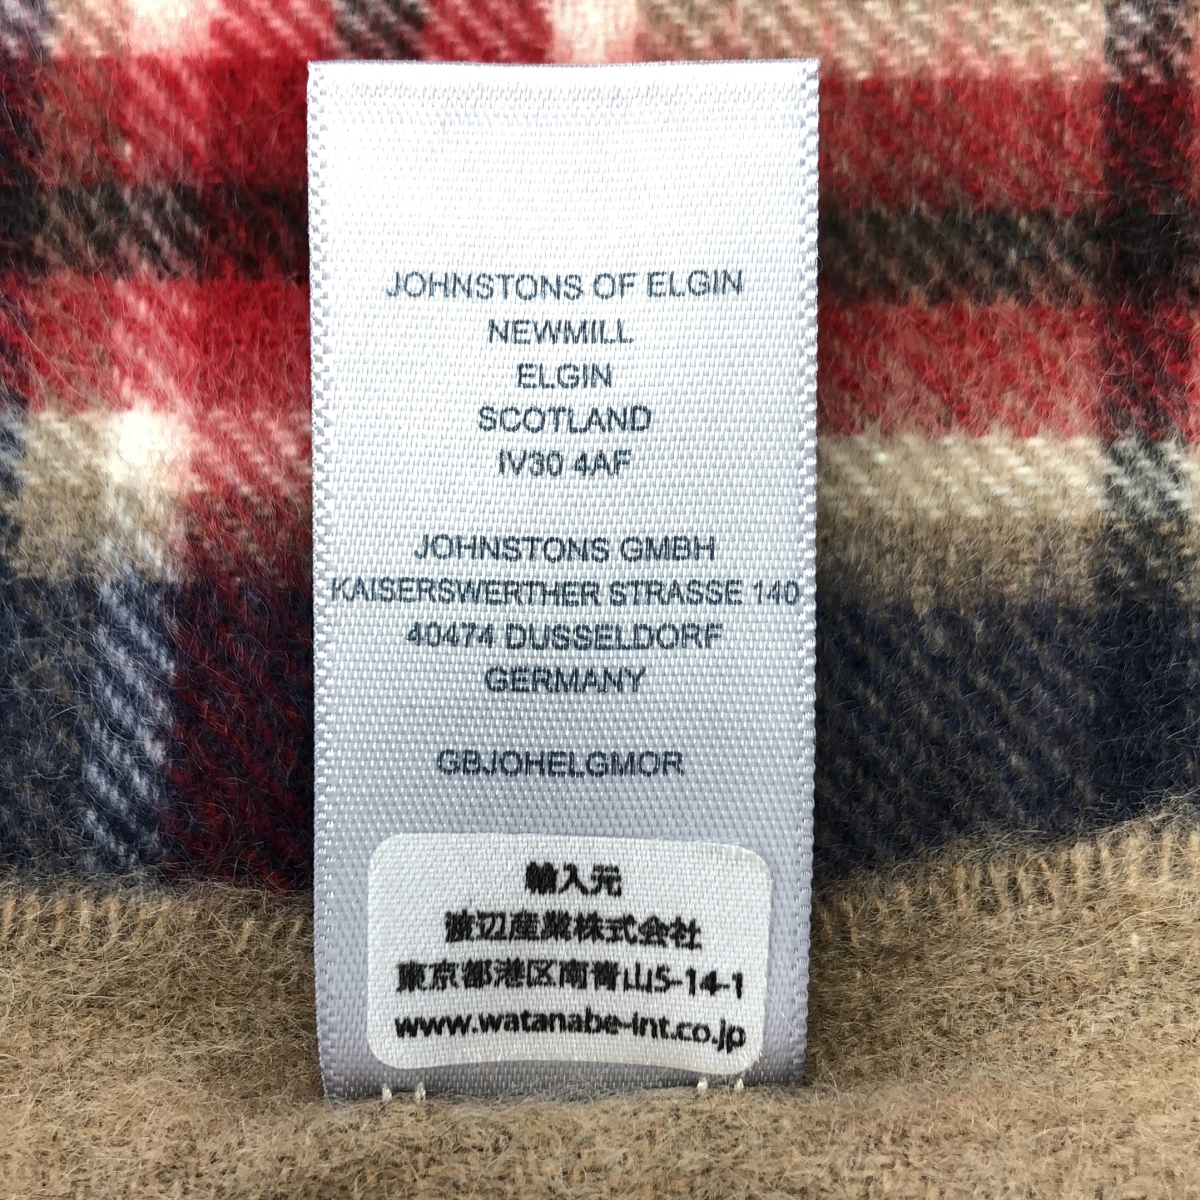 JOHNSTONS OF ELGIN
NEWMILL
ELGIN
SCOTLAND
IV30 4AF
JOHNSTONS GMBH
KAISERSWERTHER STRASSE 140
40474 DUSSELDORF
GERMANY
GBJOHELGMOR
輸入元
渡辺産業株式会社
東京都港区南青山5-14-1
www.watanabe-int.co.jp